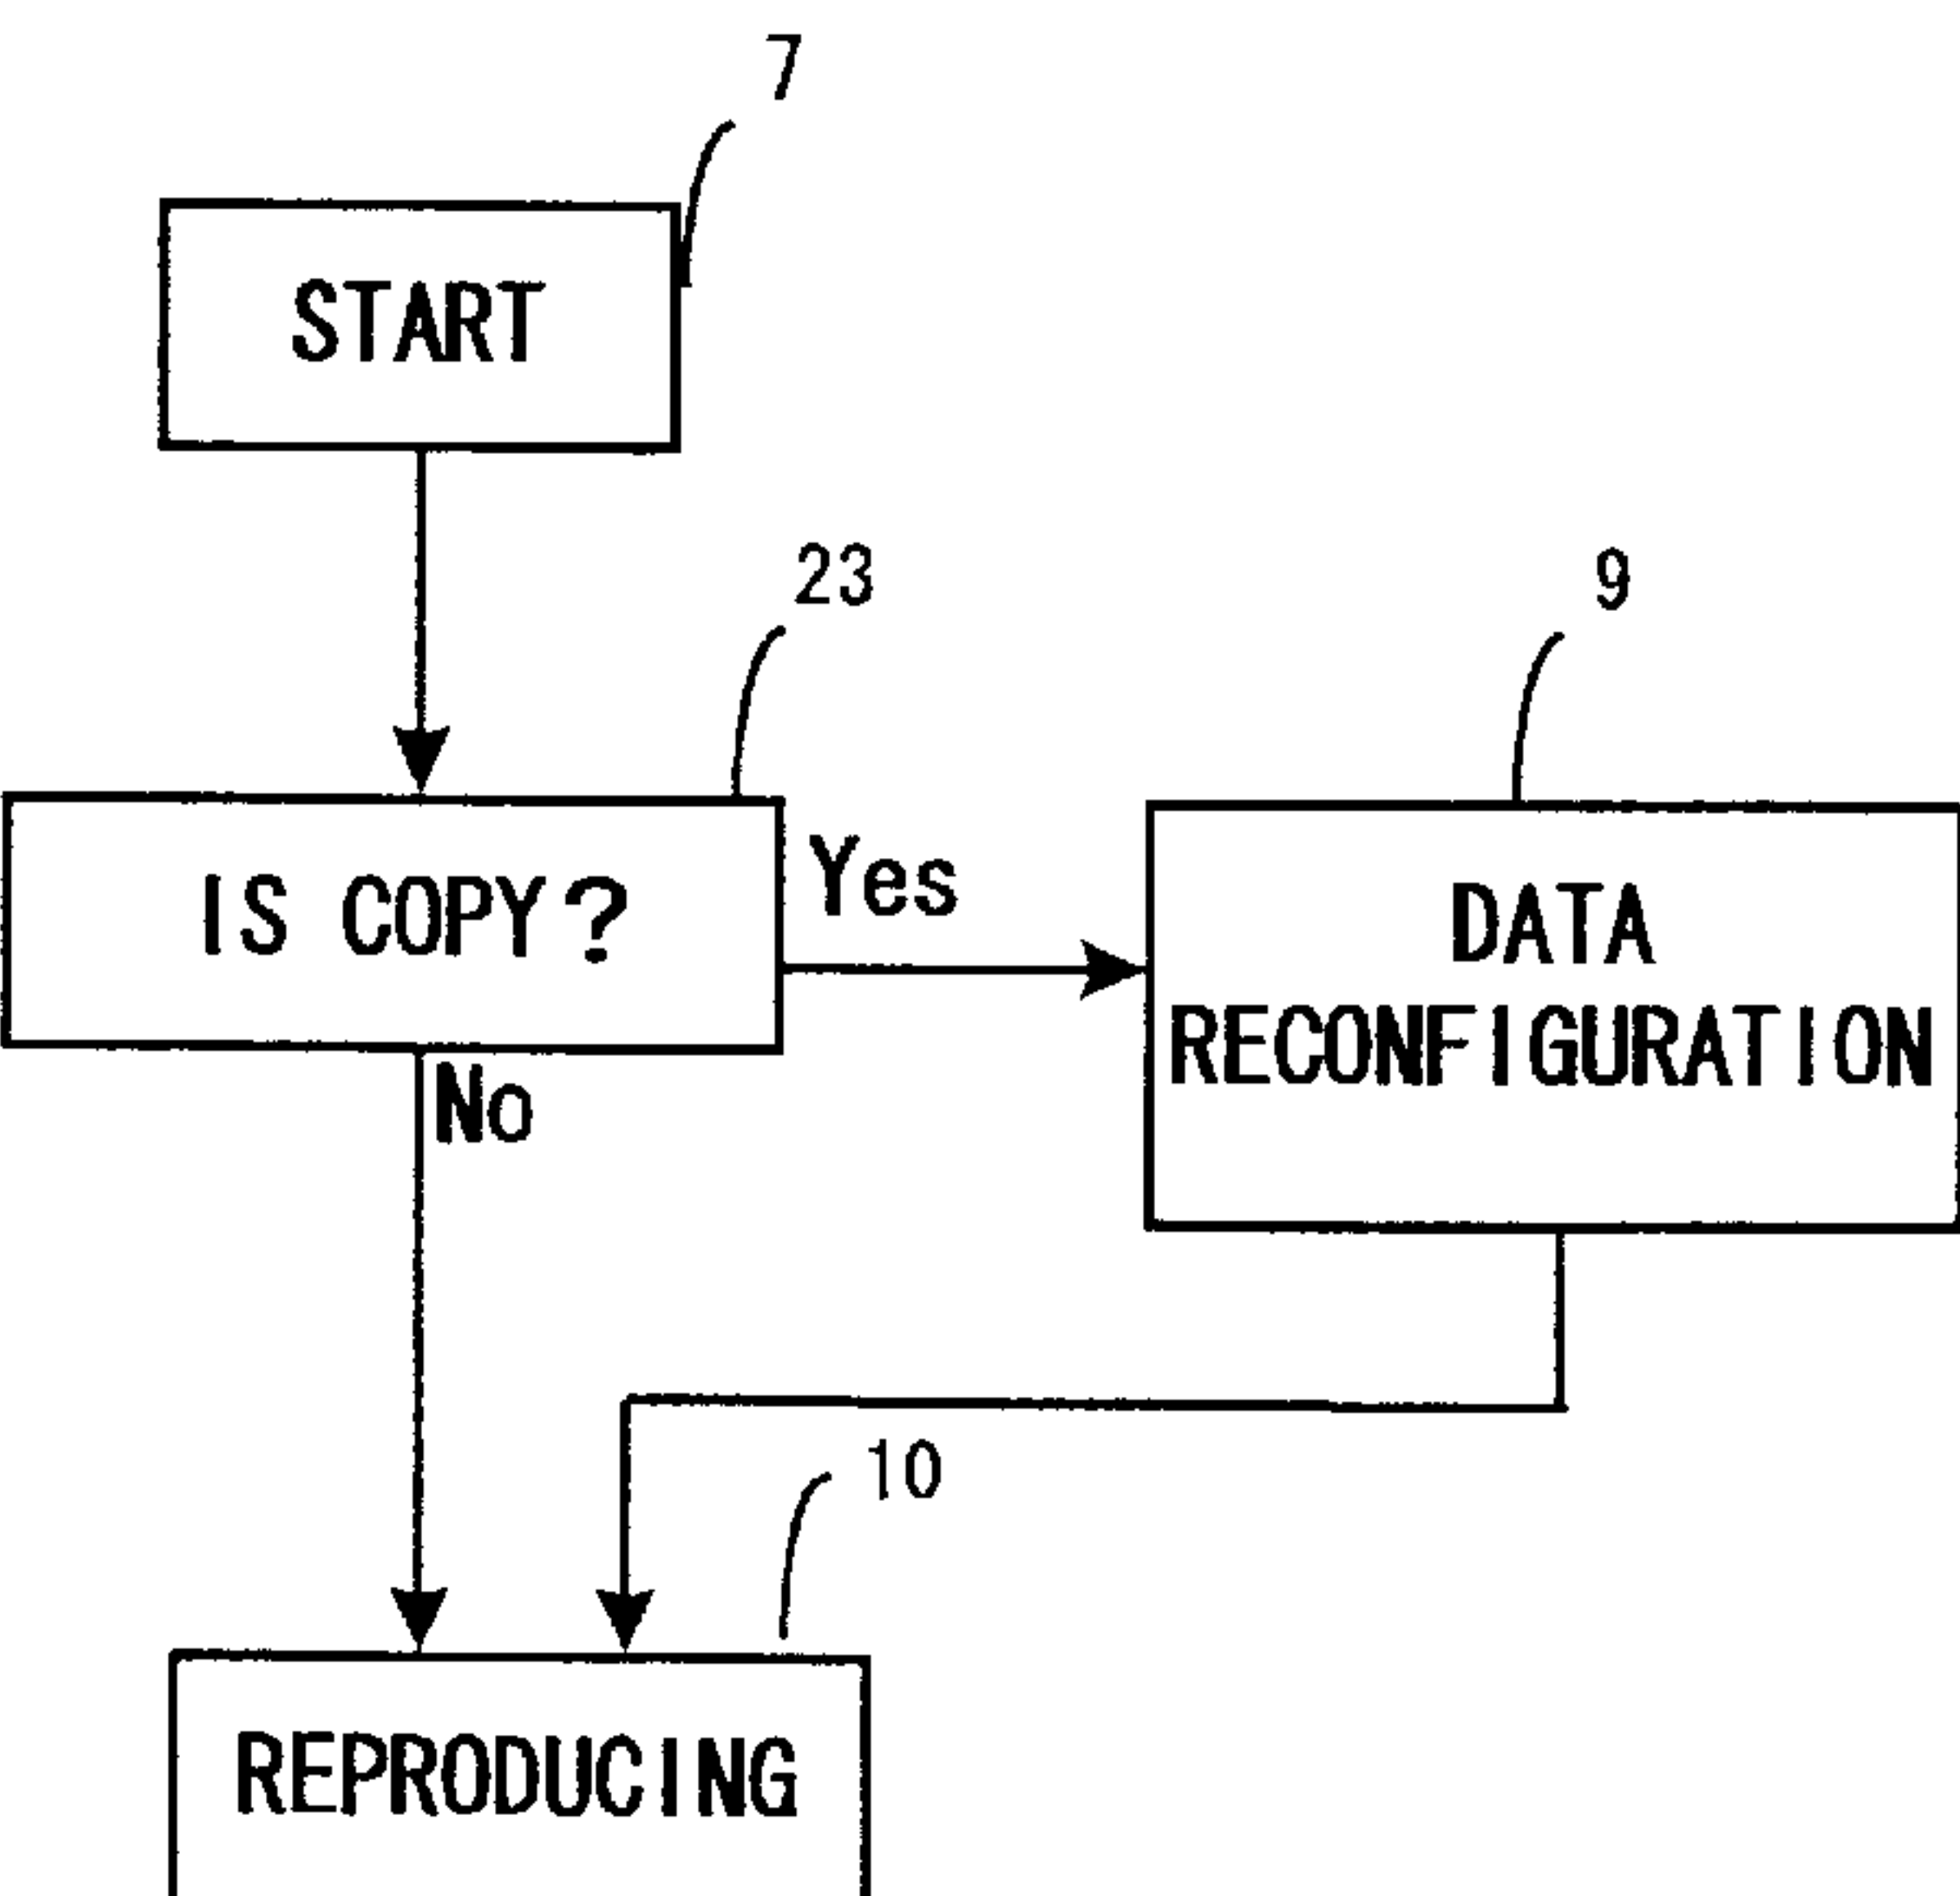 7
START
23
9
IS COPY?
Yes
DATA
RECONFIGURATION
No
10
REPRODUCING